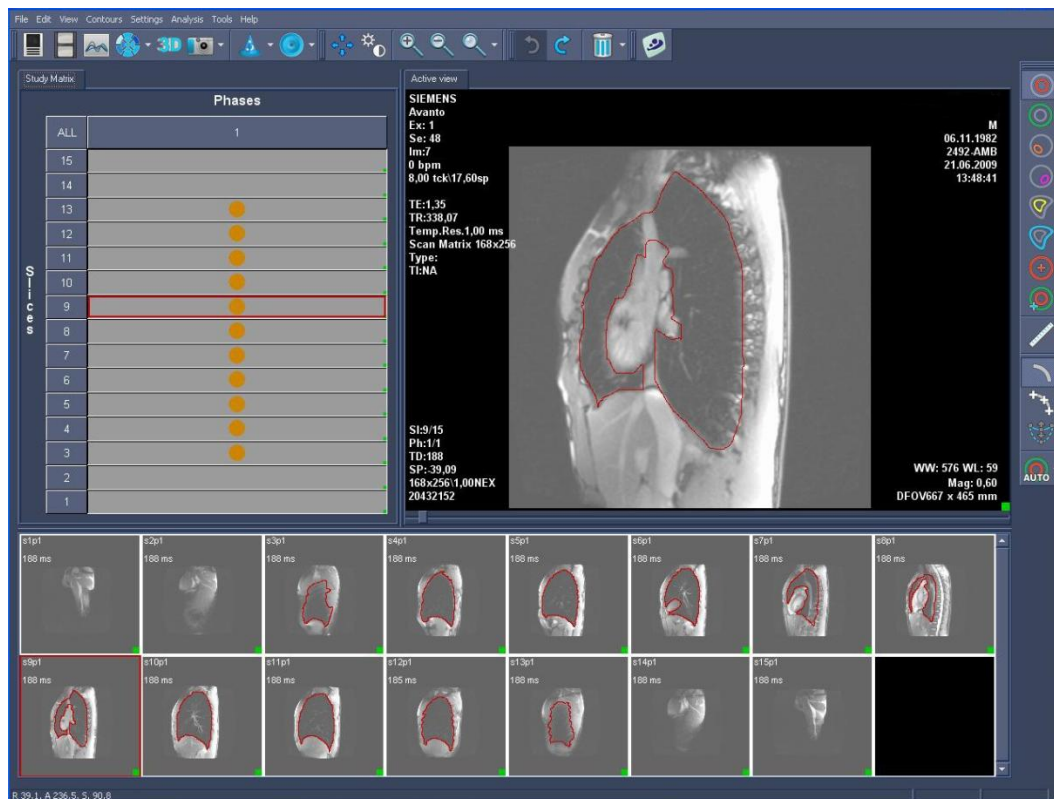 File Edit View Contours Settings Analysis Tools Help
3D
Study Matrix
Phases
ALL 1
15
14
13
12
11
10
9
8
7
6
5
4
3
2
1
Slices
Active view
SIEMENS
Avanto
Ex: 1
Se: 48
Im:7
0 bpm
8,00 tck\17,60sp
TE:1,35
TR:338,07
Temp.Res.1,00 ms
Scan Matrix 168x256
Type:
TI:NA
M
06.11.1982
2492-AMB
21.06.2009
13:48:41
Sl:9/15
Ph:1/1
TD:188
SP:-39,09
168x256\1,00NEX
20432152
WW: 576 WL: 59
Mag: 0,60
DFOV667 x 465 mm
AUTO
s1p1 s2p1 s3p1 s4p1 s5p1 s6p1 s7p1 s8p1
188 ms 188 ms 188 ms 188 ms 188 ms 188 ms 188 ms 188 ms
s9p1 s10p1 s11p1 s12p1 s13p1 s14p1 s15p1
188 ms 188 ms 188 ms 185 ms 188 ms 188 ms 188 ms
R 39.1, A 236.5, S, 90.8